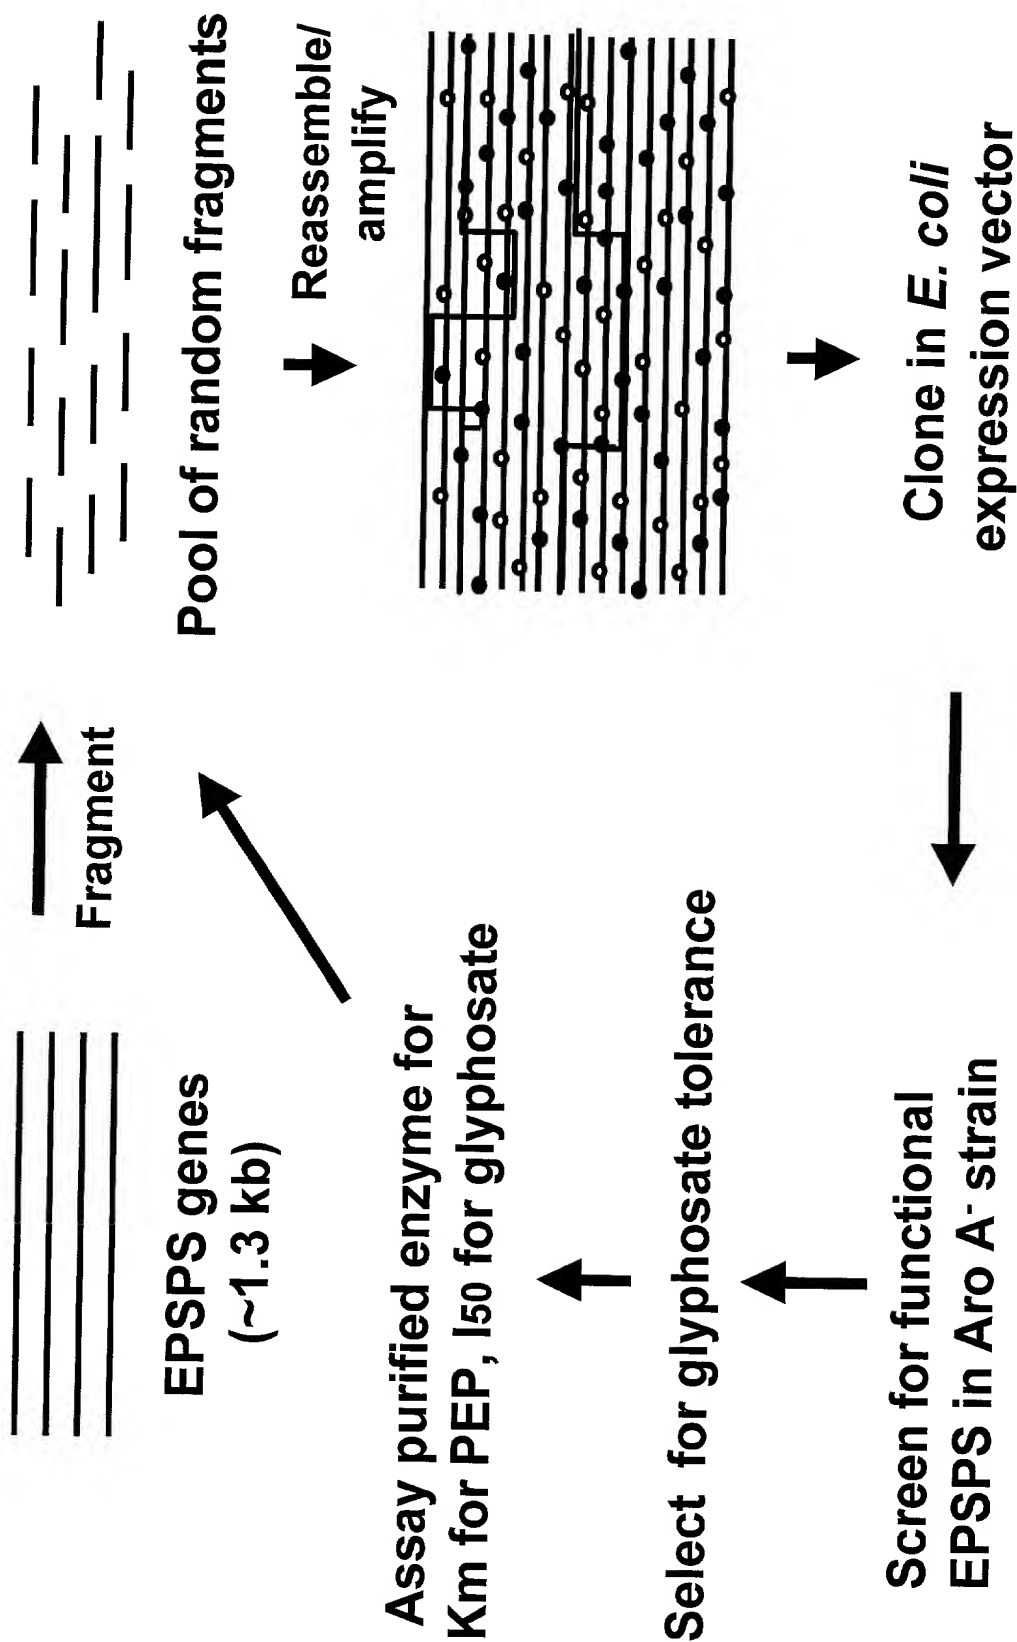 EPSPS genes
(~1.3 kb)
Fragment
Pool of random fragments
Reassemble/
amplify
Clone in E. coli
expression vector
Screen for functional
EPSPS in Aro A- strain
Select for glyphosate tolerance
Assay purified enzyme for
Km for PEP, I50 for glyphosate